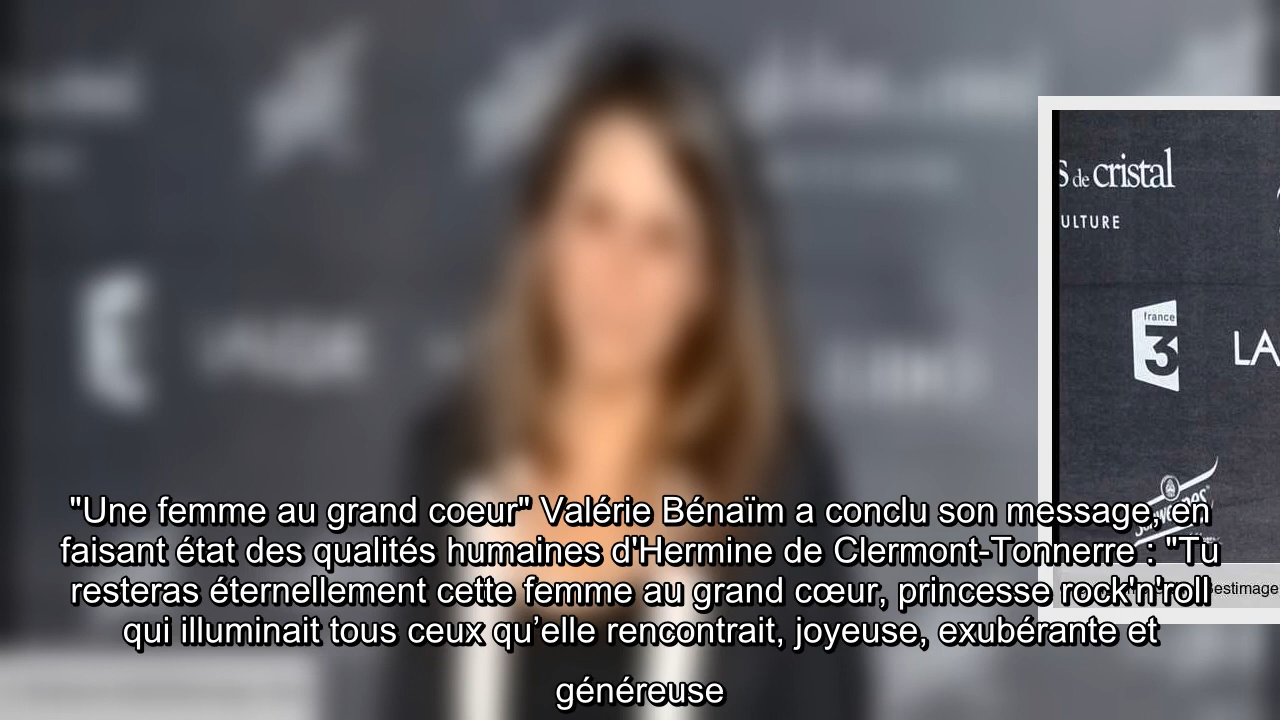 s de cristal
ULTURE
france
3
LA
"Une femme au grand coeur" Valérie Bénaïm a conclu son message, en
faisant état des qualités humaines d'Hermine de Clermont-Tonnerre : "Tu
resteras éternellement cette femme au grand cœur, princesse rock'n'roll
qui illuminait tous ceux qu’elle rencontrait, joyeuse, exubérante et
généreuse
Bestimage